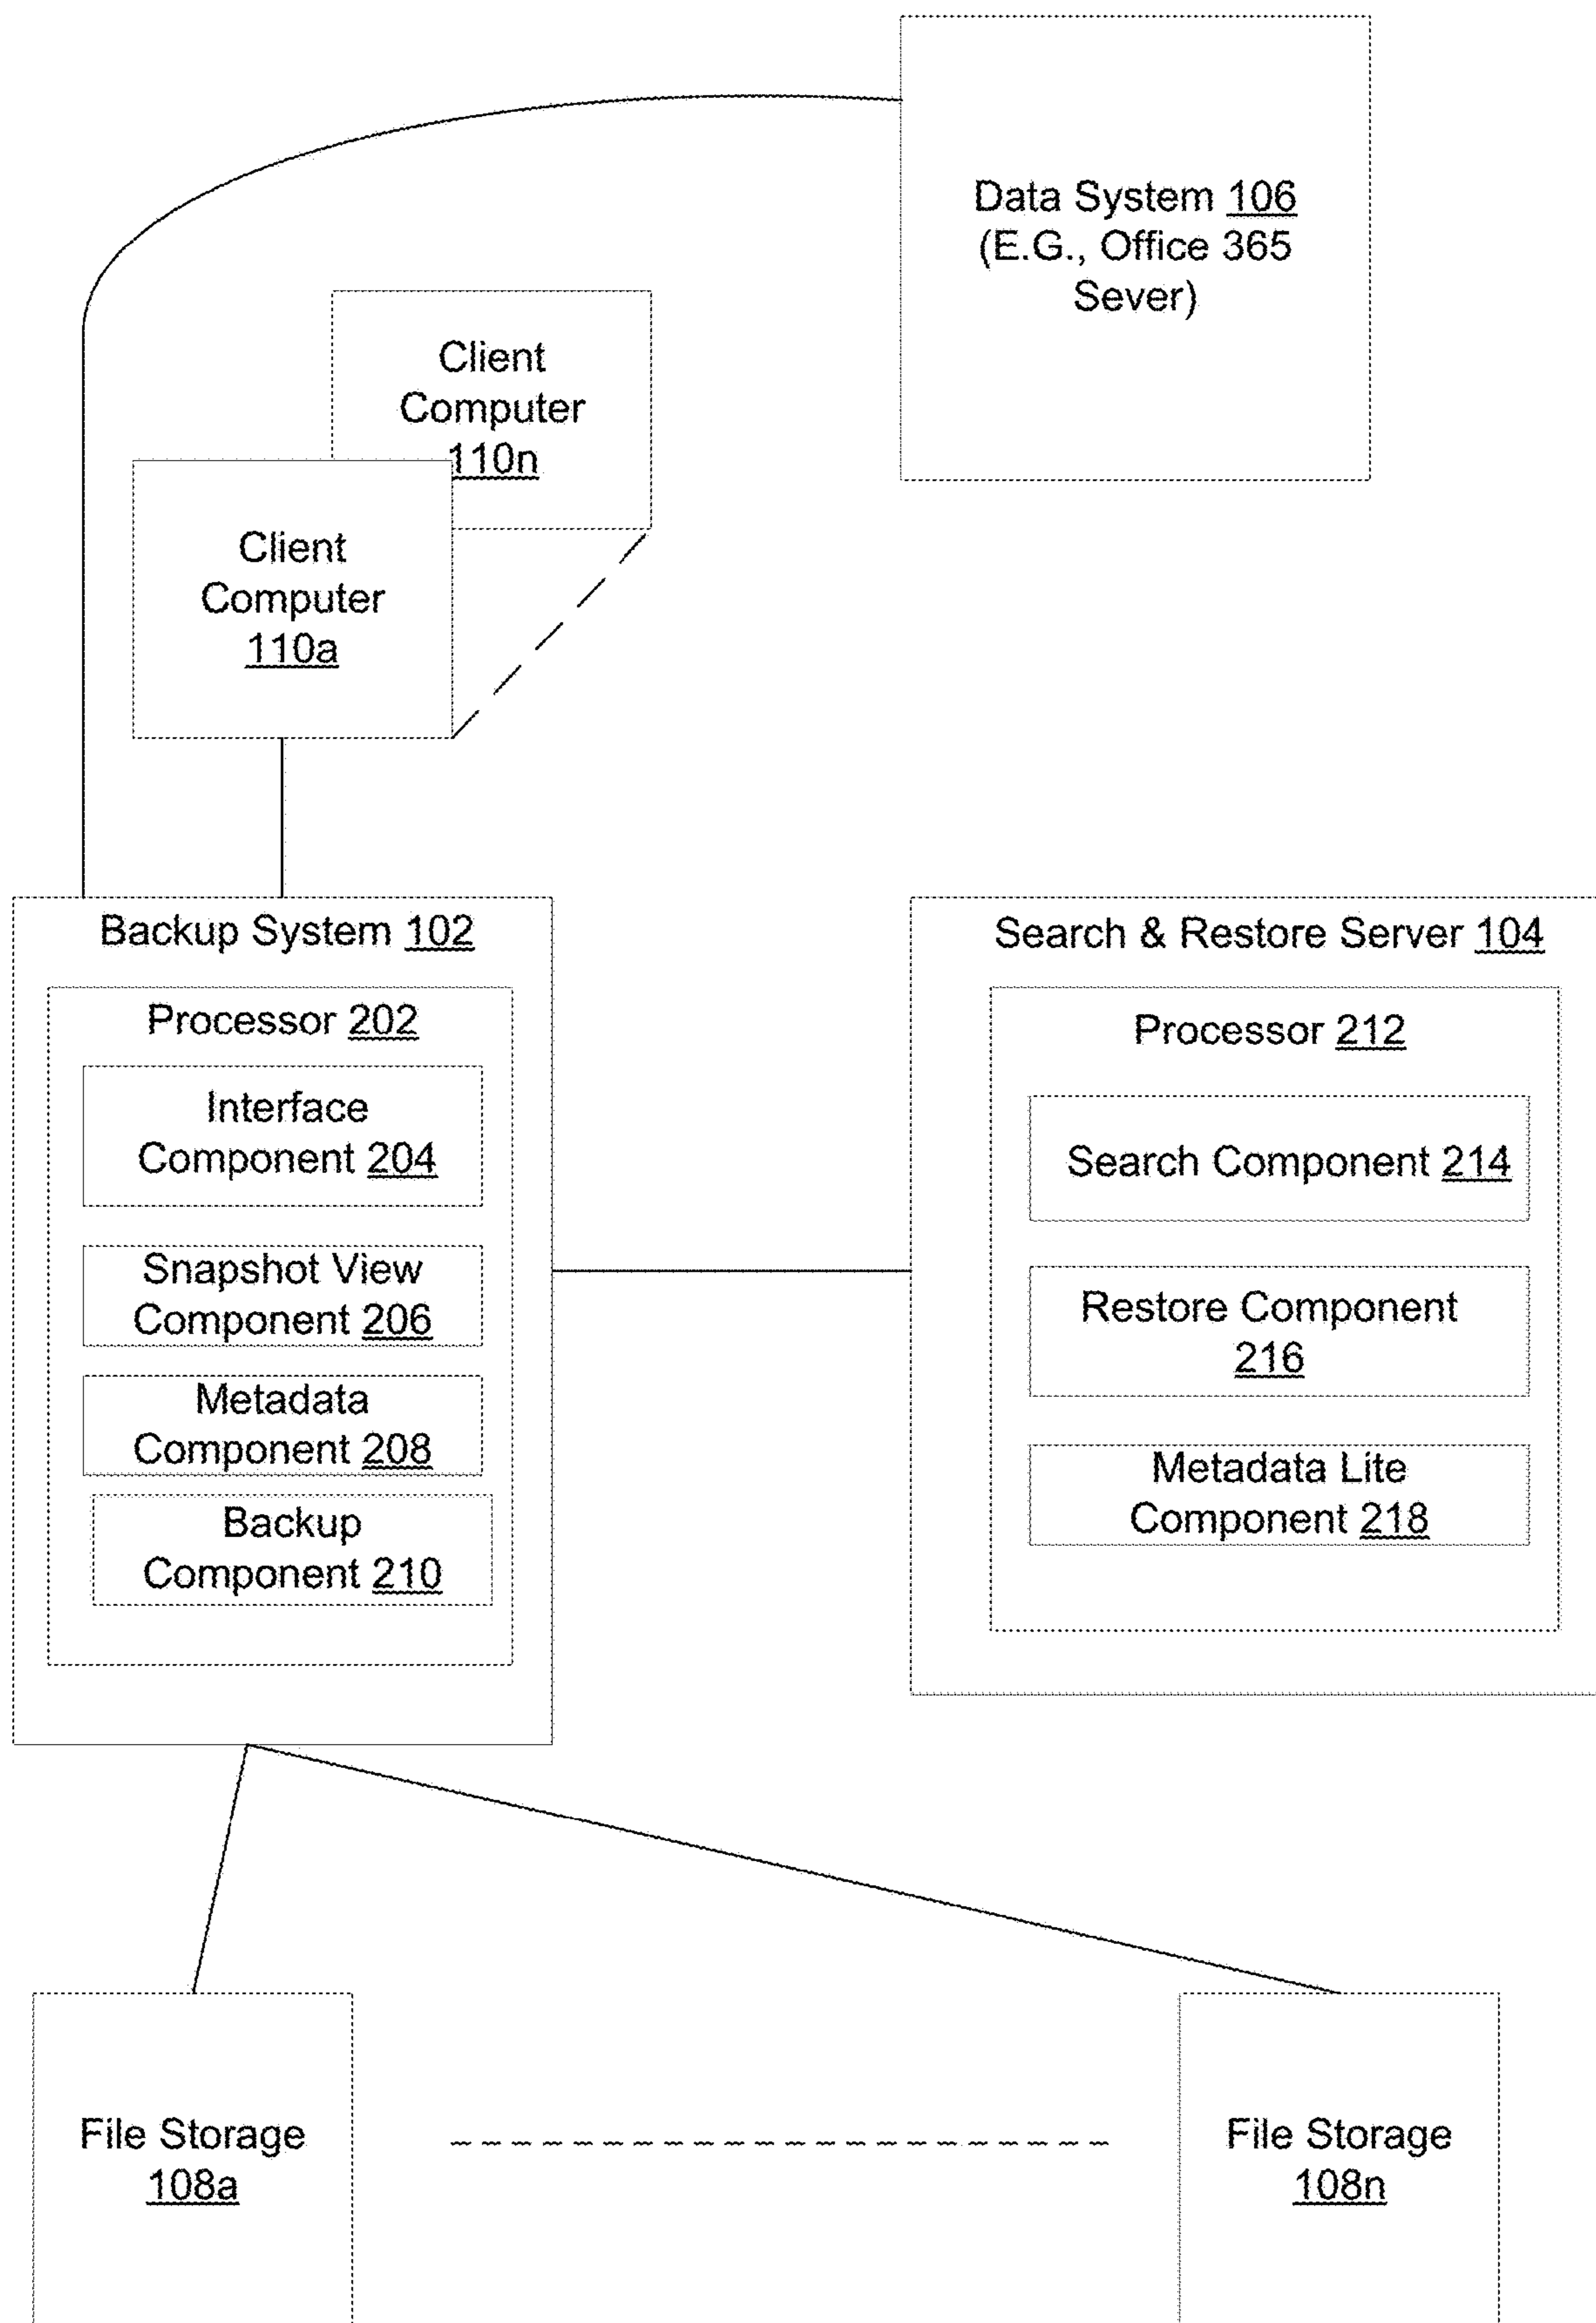 Data System 106
(E.G., Office 365
Sever)
Client
Computer
110n
Client
Computer
110a
Backup System 102
Processor 202
Interface
Component 204
Snapshot View
Component 206
Metadata
Component 208
Backup
Component 210
Search & Restore Server 104
Processor 212
Search Component 214
Restore Component
216
Metadata Lite
Component 218
File Storage
108a
File Storage
108n